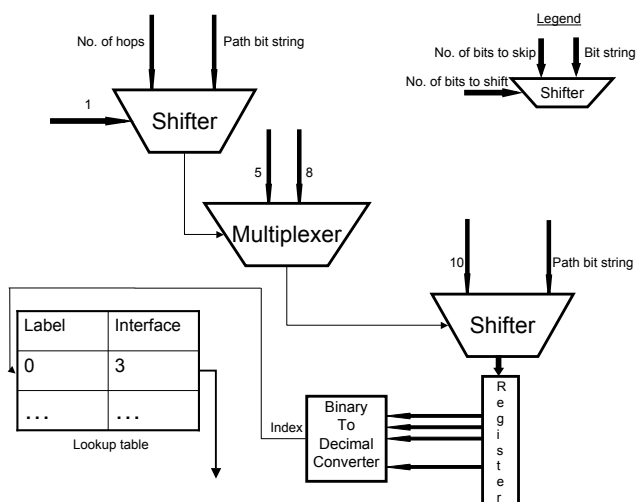 No. of hops
Path bit string
1
Shifter
Legend
No. of bits to skip
Bit string
No. of bits to shift
Shifter
5
8
Multiplexer
10
Path bit string
Shifter
Label
Interface
0
3
...
...
Lookup table
Index
Binary
To
Decimal
Converter
Register